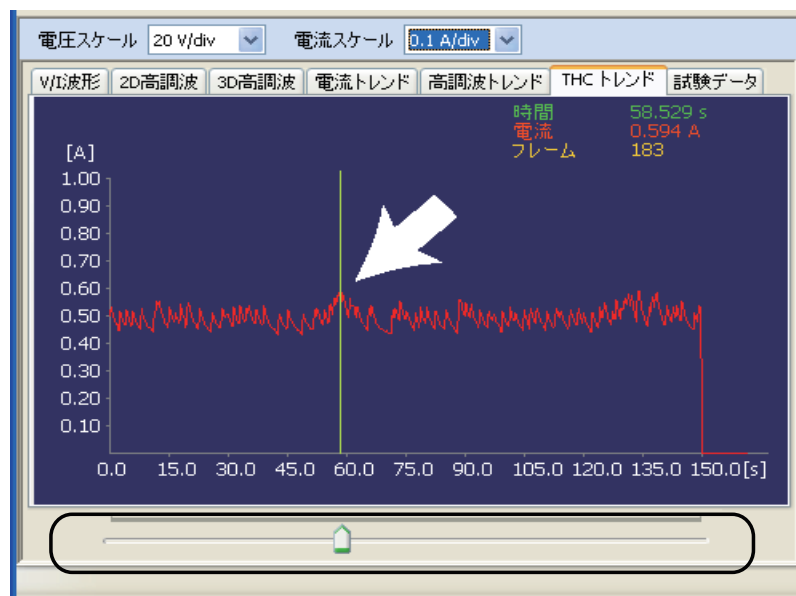 電圧スケール 20 V/div 電流スケール 0.1 A/div
V/I波形 2D高調波 3D高調波 電流トレンド 高調波トレンド THC トレンド 試験データ
時間 58.529 s
電流 0.594 A
フレーム 183
[A]
1.00
0.90
0.80
0.70
0.60
0.50
0.40
0.30
0.20
0.10
0.0 15.0 30.0 45.0 60.0 75.0 90.0 105.0 120.0 135.0 150.0[s]